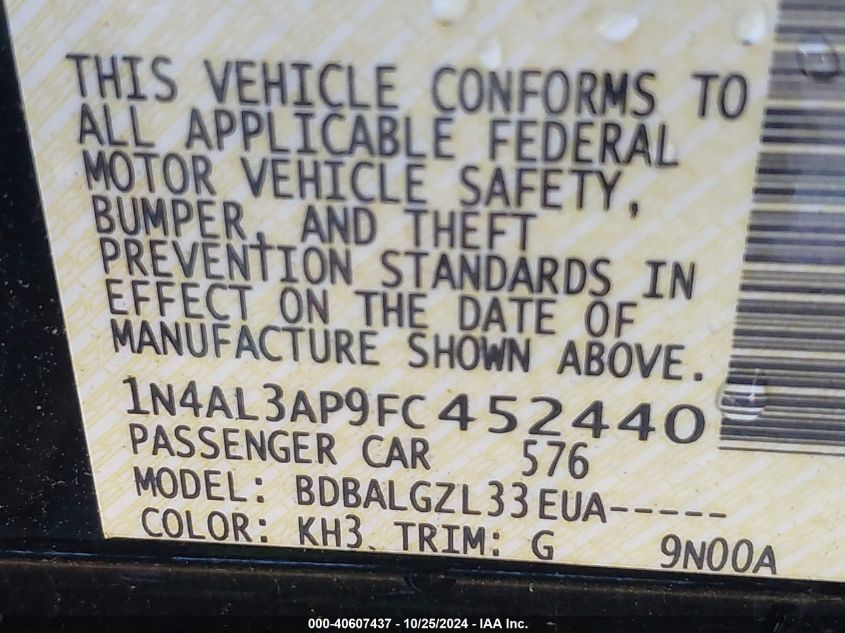 THIS VEHICLE CONFORMS TO
ALL APPLICABLE FEDERAL
MOTOR VEHICLE SAFETY,
BUMPER, AND THEFT
PREVENTION STANDARDS IN
EFFECT ON THE DATE OF
MANUFACTURE SHOWN ABOVE.
1N4AL3AP9FC452440
PASSENGER CAR 576
MODEL: BDBALGZL33EUA-----
COLOR: KH3 TRIM: G 9N00A
000-40607437 - 10/25/2024 - IAA Inc.